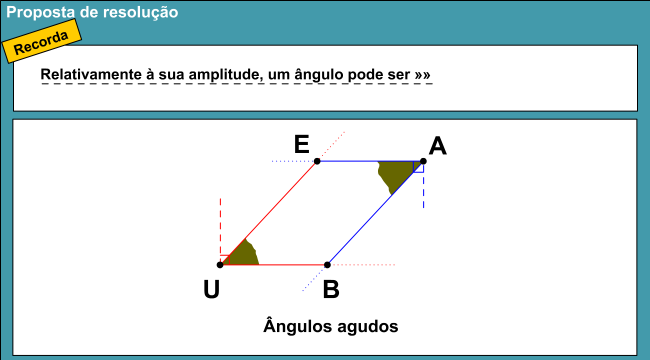 Proposta de resolução
Recorda
Relativamente à sua amplitude, um ângulo pode ser »»
E
A
U
B
Ângulos agudos